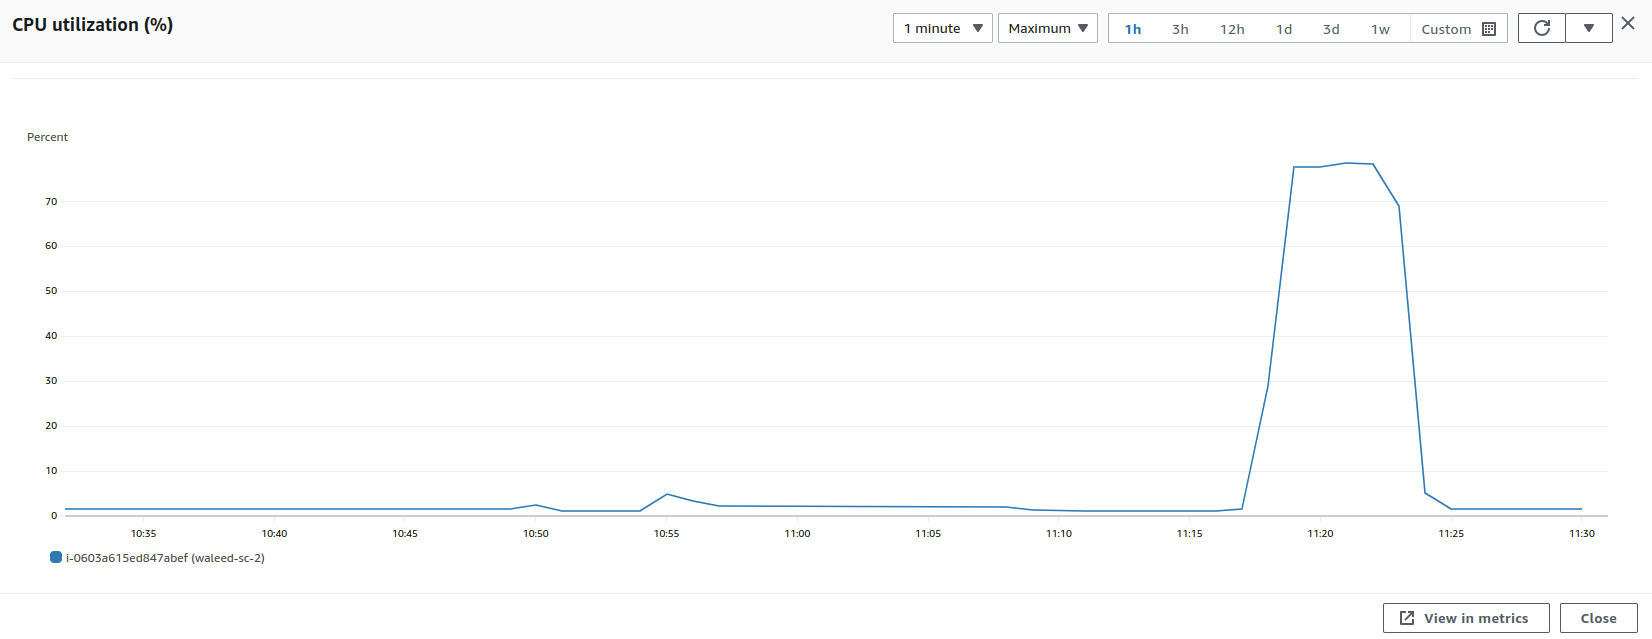 CPU utilization (%)
1 minute Maximum 1h 3h 12h 1d 3d 1w Custom
Percent
70
60
50
40
30
20
10
0
10:35 10:40 10:45 10:50 10:55 11:00 11:05 11:10 11:15 11:20 11:25 11:30
i-0603a615ed847abef (waleed-sc-2)
View in metrics Close